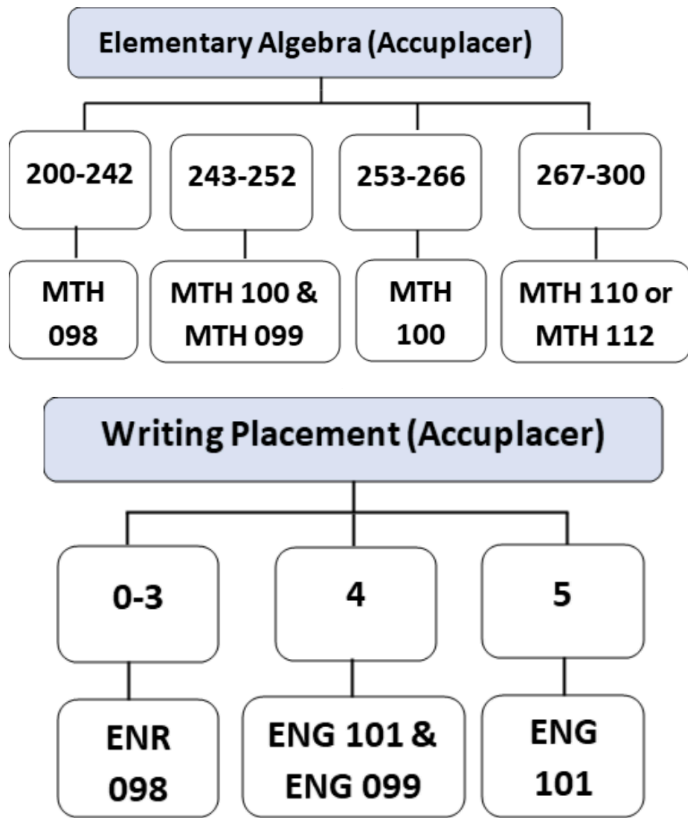 Elementary Algebra (Accuplacer)
200-242
243-252
253-266
267-300
MTH
098
MTH 100 &
MTH 099
MTH
100
MTH 110 or
MTH 112
Writing Placement (Accuplacer)
0-3
4
5
ENR
098
ENG 101 &
ENG 099
ENG
101